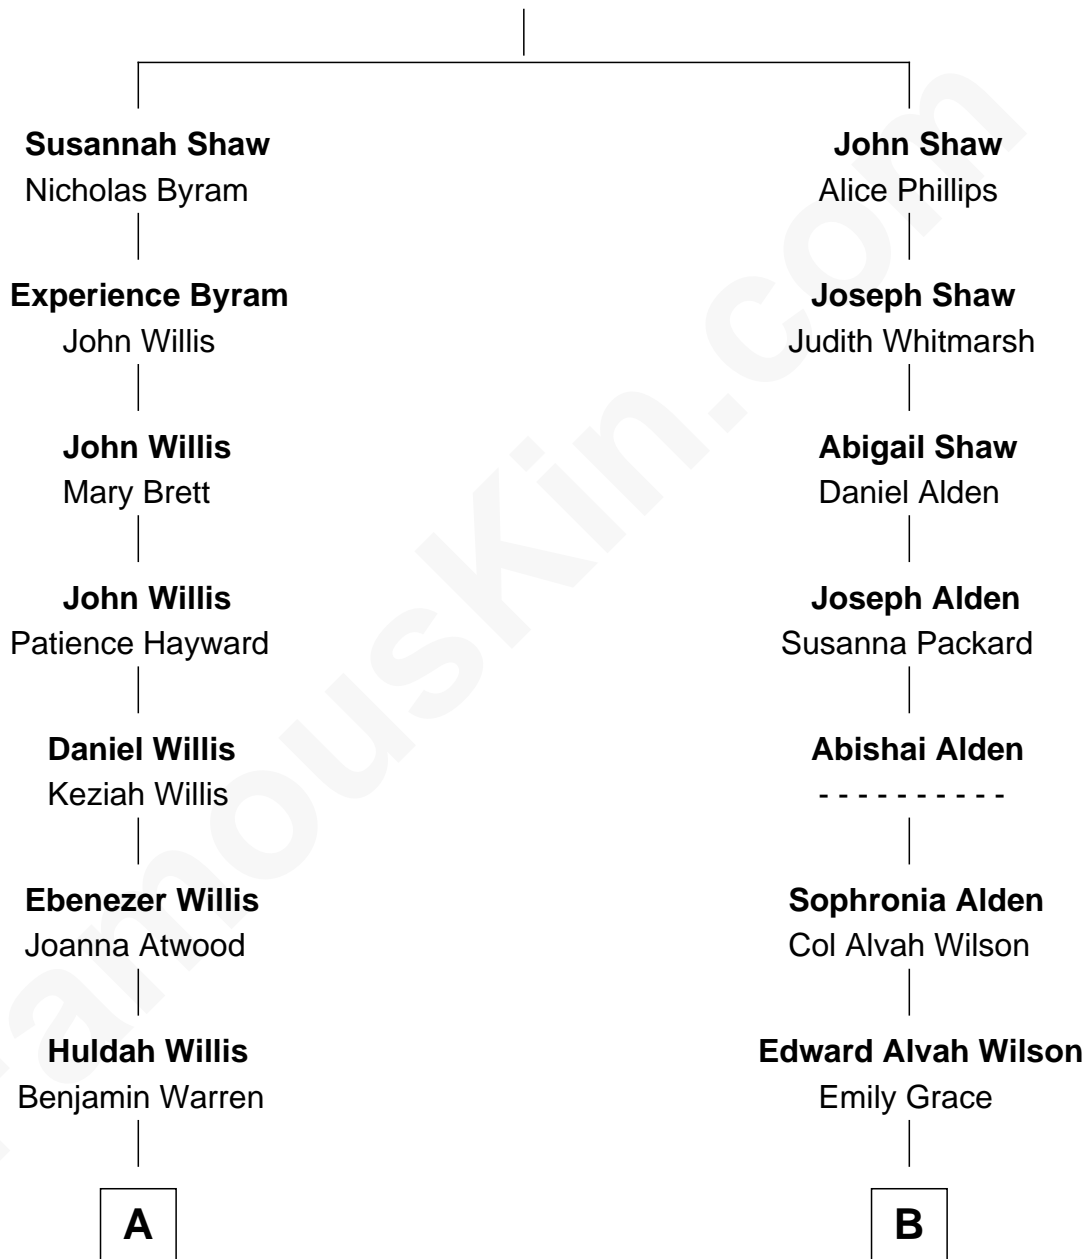 Susannah Shaw
Nicholas Byram
John Shaw
Alice Phillips
Experience Byram
John Willis
Joseph Shaw
Judith Whitmarsh
John Willis
Mary Brett
Abigail Shaw
Daniel Alden
John Willis
Patience Hayward
Joseph Alden
Susanna Packard
Daniel Willis
Keziah Willis
Abishai Alden
- - - - - - - - - -
Ebenezer Willis
Joanna Atwood
Sophronia Alden
Col Alvah Wilson
Huldah Willis
Benjamin Warren
Edward Alvah Wilson
Emily Grace
A
B
FamousKin.com